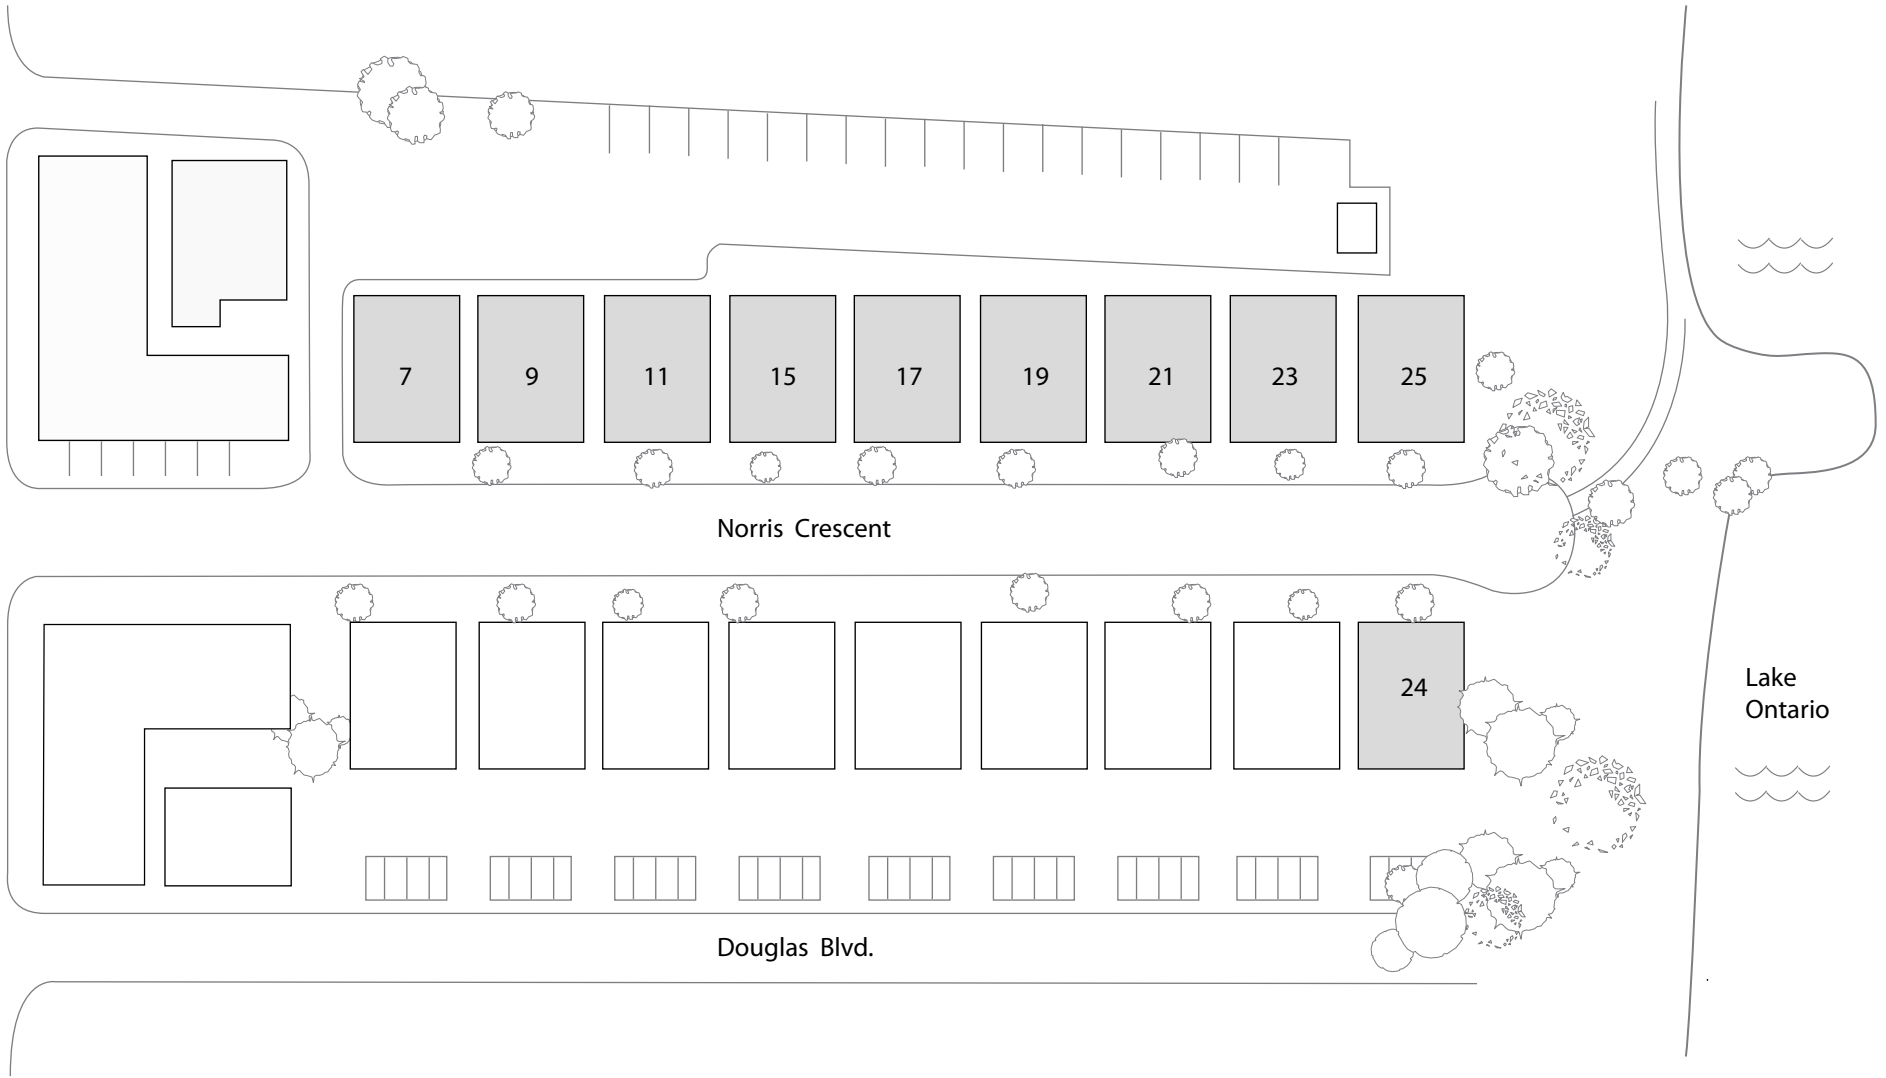 7
9
11
15
17
19
21
23
25
Norris Crescent
24
Lake
Ontario
Douglas Blvd.